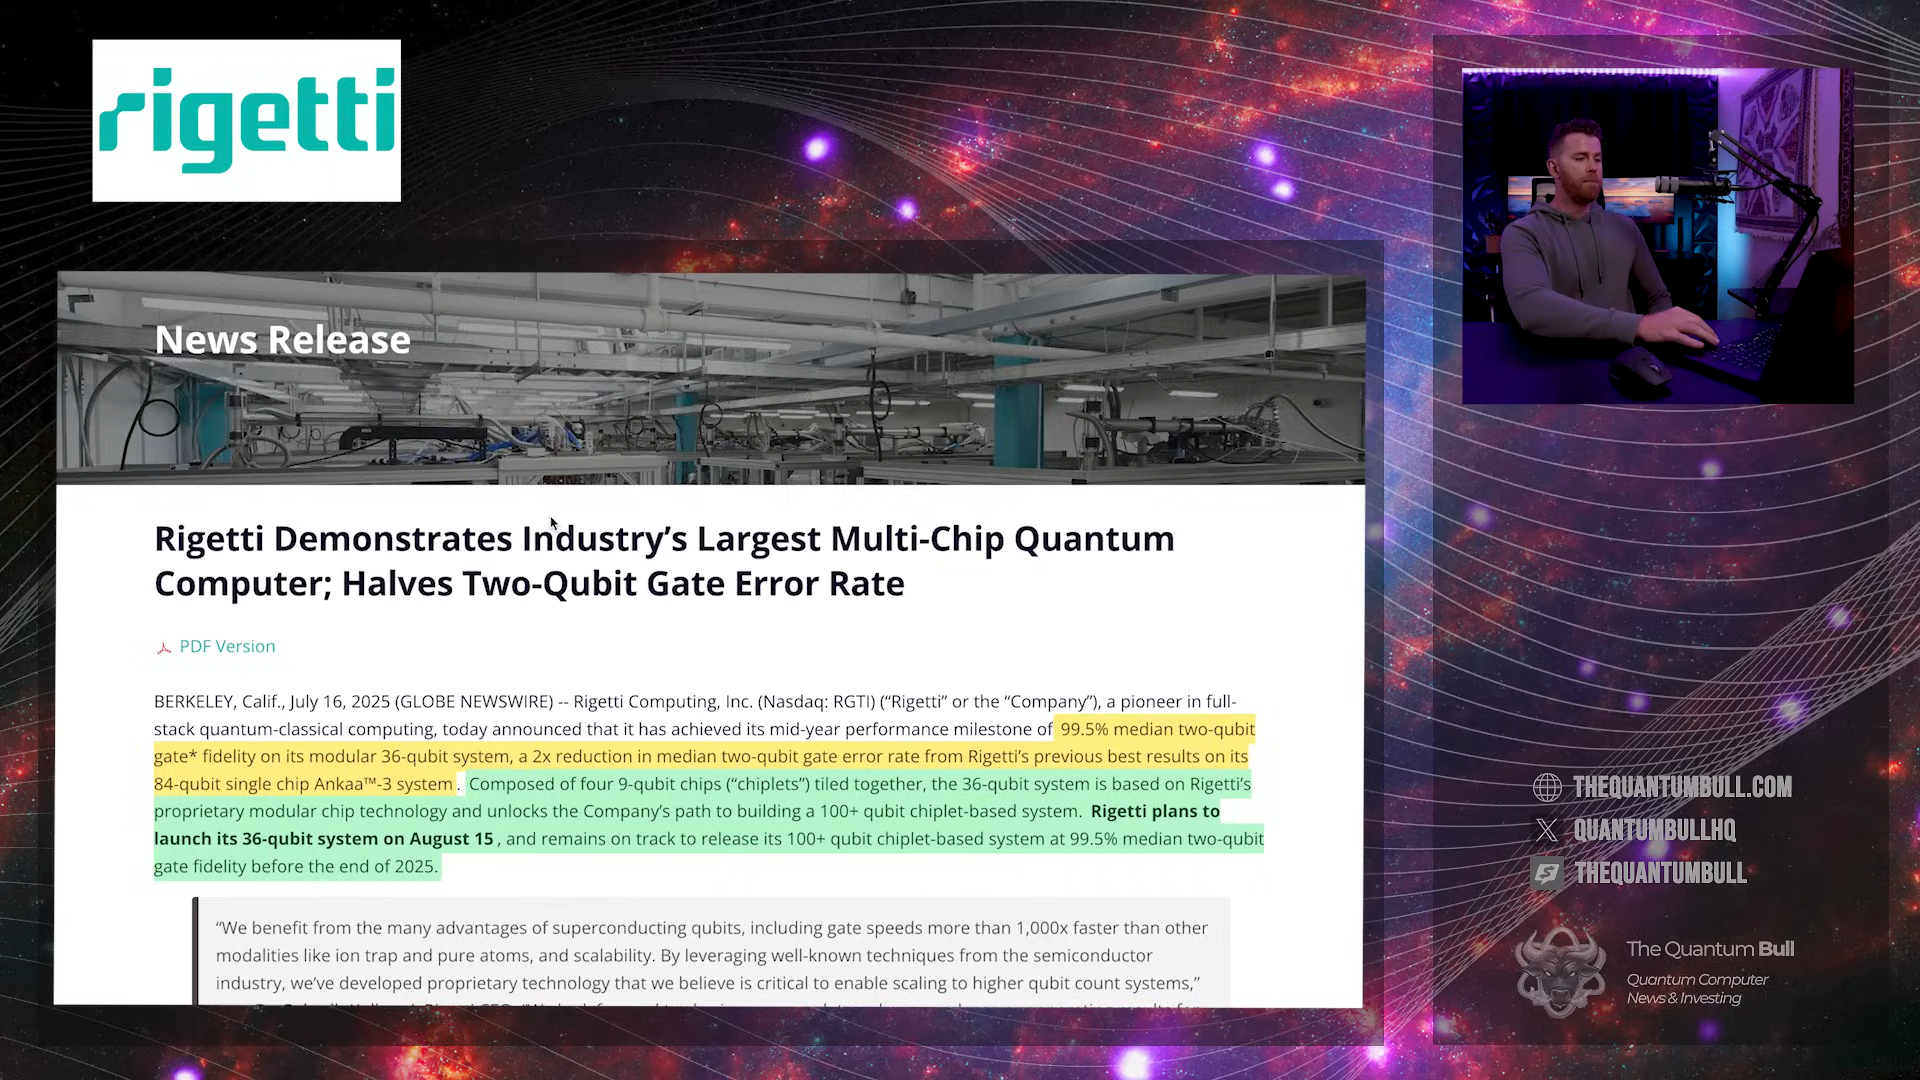 rigetti
News Release
Rigetti Demonstrates Industry’s Largest Multi-Chip Quantum
Computer; Halves Two-Qubit Gate Error Rate
PDF Version
BERKELEY, Calif., July 16, 2025 (GLOBE NEWSWIRE) -- Rigetti Computing, Inc. (Nasdaq: RGTI) (“Rigetti” or the “Company”), a pioneer in full-
stack quantum-classical computing, today announced that it has achieved its mid-year performance milestone of 99.5% median two-qubit
gate* fidelity on its modular 36-qubit system, a 2x reduction in median two-qubit gate error rate from Rigetti’s previous best results on its
84-qubit single chip Ankaa™-3 system. Composed of four 9-qubit chips (“chiplets”) tiled together, the 36-qubit system is based on Rigetti’s
proprietary modular chip technology and unlocks the Company’s path to building a 100+ qubit chiplet-based system. Rigetti plans to
launch its 36-qubit system on August 15, and remains on track to release its 100+ qubit chiplet-based system at 99.5% median two-qubit
gate fidelity before the end of 2025.
“We benefit from the many advantages of superconducting qubits, including gate speeds more than 1,000x faster than other
modalities like ion trap and pure atoms, and scalability. By leveraging well-known techniques from the semiconductor
industry, we’ve developed proprietary technology that we believe is critical to enable scaling to higher qubit count systems,”
THEQUANTUMBULL.COM
QUANTUMBULLHQ
THEQUANTUMBULL
The Quantum Bull
Quantum Computer
News & Investing